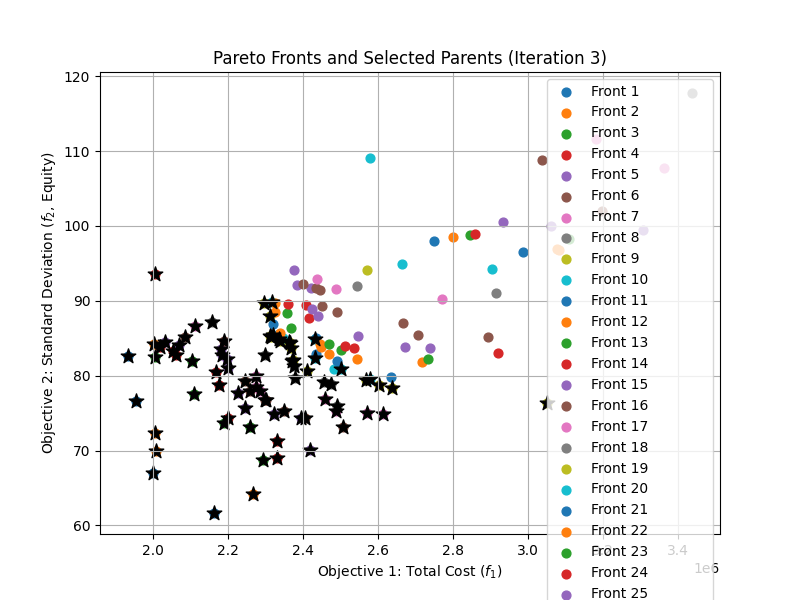 Pareto Fronts and Selected Parents (Iteration 3)
120
110
100
90
80
70
60
Objective 2: Standard Deviation (f₂, Equity)
2.0
2.2
2.4
2.6
2.8
3.0
3.4
1e6
Objective 1: Total Cost (f₁)
Front 1
Front 2
Front 3
Front 4
Front 5
Front 6
Front 7
Front 8
Front 9
Front 10
Front 11
Front 12
Front 13
Front 14
Front 15
Front 16
Front 17
Front 18
Front 19
Front 20
Front 21
Front 22
Front 23
Front 24
Front 25